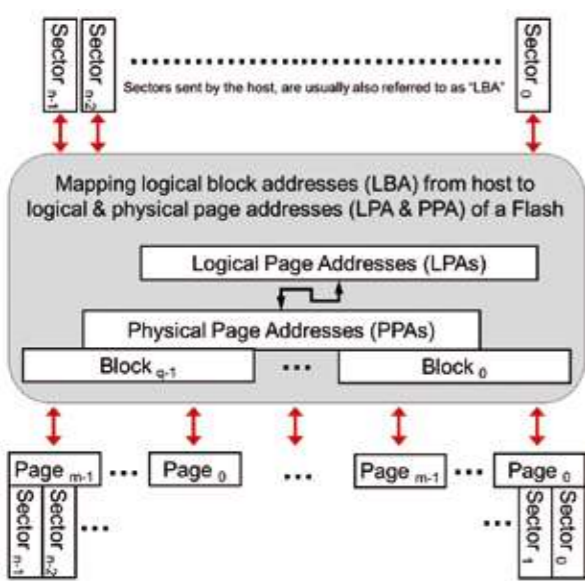 Sector n-1
Sector n-2
Sector 0
Sectors sent by the host, are usually also referred to as "LBA"
Mapping logical block addresses (LBA) from host to
logical & physical page addresses (LPA & PPA) of a Flash
Logical Page Addresses (LPAs)
Physical Page Addresses (PPAs)
Block q-1
...
Block 0
Page m-1
...
Page 0
...
Page m-1
...
Page 0
Sector n-1
Sector n-2
...
...
Sector 1
Sector 0